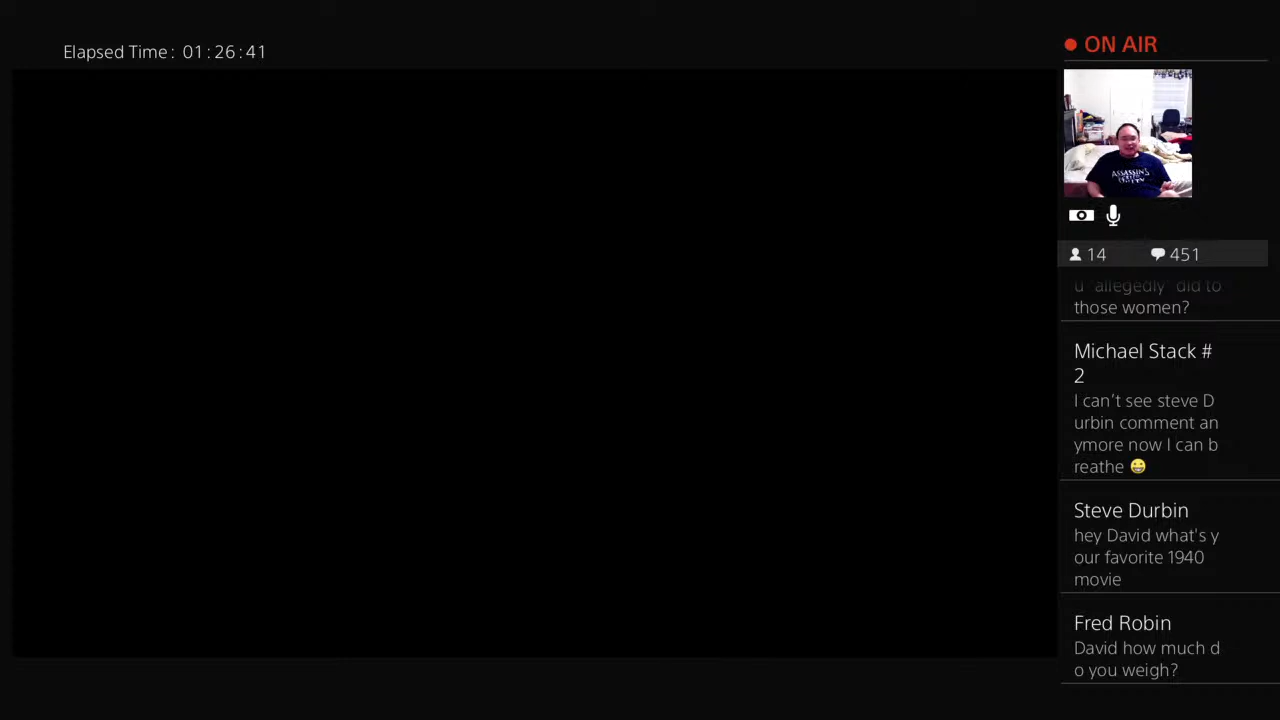 Elapsed Time: 01:26:41
ON AIR
ASSASSIN'S
UNITY
14 451
u "allegedly" did to
those women?
Michael Stack #
2
I can't see steve D
urbin comment an
ymore now I can b
reathe 😀
Steve Durbin
hey David what's y
our favorite 1940
movie
Fred Robin
David how much d
o you weigh?